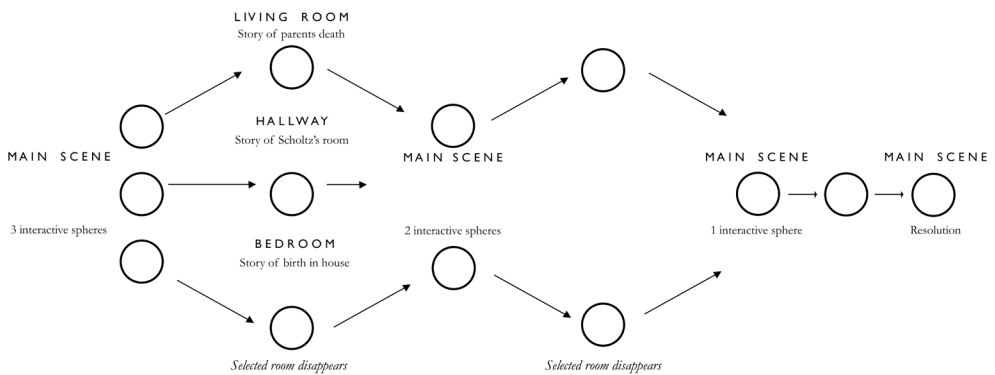 LIVING ROOM
Story of parents death
HALLWAY
Story of Scholtz's room
MAIN SCENE
3 interactive spheres
BEDROOM
Story of birth in house
Selected room disappears
MAIN SCENE
2 interactive spheres
Selected room disappears
MAIN SCENE
1 interactive sphere
MAIN SCENE
Resolution